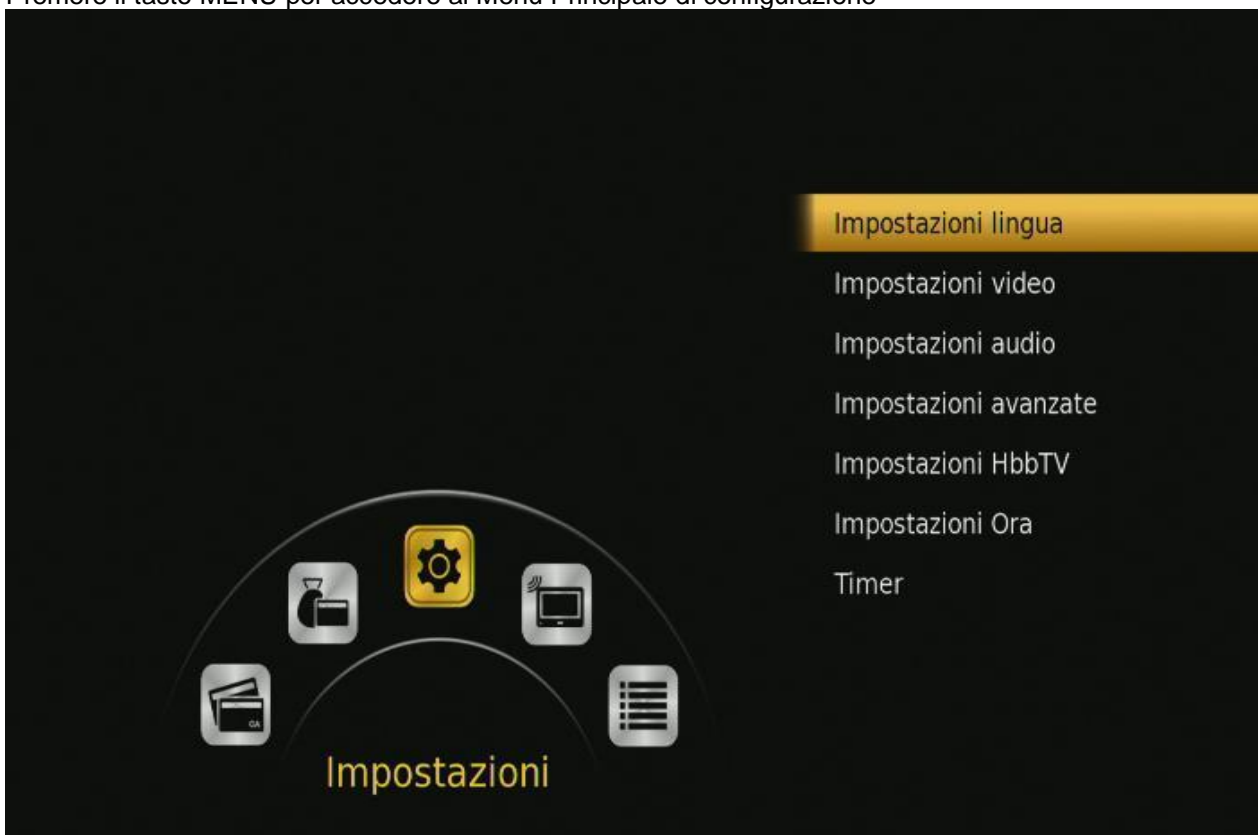 Premere il tasto MENU per accedere al Menu Principale di configurazione
Impostazioni lingua
Impostazioni video
Impostazioni audio
Impostazioni avanzate
Impostazioni HbbTV
Impostazioni Ora
Timer
CA
Impostazioni